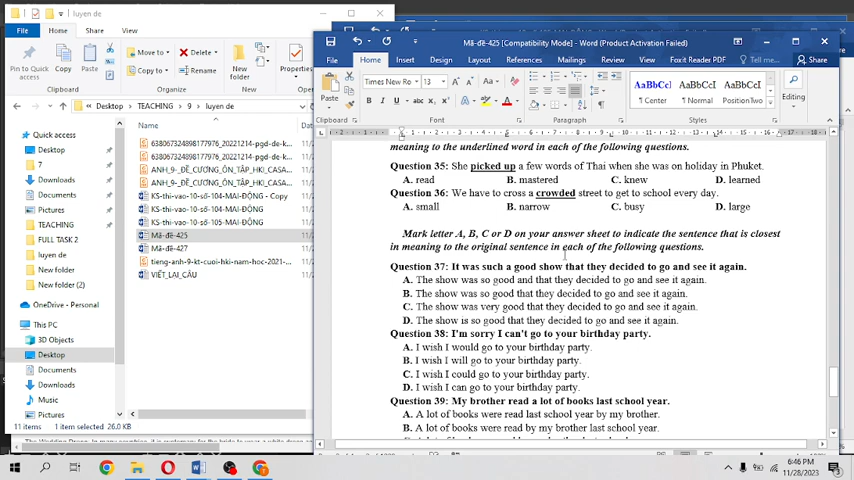 luyen de
File
Home
Share
View
Pin to Quick access
Copy
Paste
Move to
Copy to
Delete
New folder
Properties
Clipboard
Desktop
TEACHING
9
luyen de
Name
Quick access
Desktop
7
Documents
Pictures
TEACHING
FULL TEST 2
New folder
New folder (2)
OneDrive - Personal
This PC
3D Objects
Desktop
Documents
Downloads
Music
Pictures
638067324898177976_20221214-pgd-de-k...
638067324898177976_20221214-pgd-de-k...
ANH_9-_ĐỀ_CƯƠNG_ÔN_TẬP_HKI_CASA...
ANH_9-_ĐỀ_CƯƠNG_ÔN_TẬP_HKI_CASA...
KS-thi-vao-10-số-104-MAI-ĐỘNG - Copy
KS-thi-vao-10-số-104-MAI-ĐỘNG
KS-thi-vao-10-số-105-MAI-ĐỘNG
Mã-đề-425
Mã-đề-427
tieng-anh-9-kt-cuoi-hki-nam-hoc-2021-...
VIẾT_LẠI_CÂU
11 items
1 item selected 26.0 KB
Mã-đề-425 [Compatibility Mode] - Word (Product Activation Failed)
File
Home
Insert
Design
Layout
References
Mailings
Review
View
Foxit Reader PDF
Tell me
Share
Times New Ro
13
Paste
Clipboard
Font
Paragraph
Styles
AaBbCc
Center
AaBbCcI
Normal
AaBbCcI
PositionTwo
Editing
meaning to the underlined word in each of the following questions.
Question 35: She picked up a few words of Thai when she was on holiday in Phuket.
A. read B. mastered C. knew D. learned
Question 36: We have to cross a crowded street to get to school every day.
A. small B. narrow C. busy D. large
Mark letter A, B, C or D on your answer sheet to indicate the sentence that is closest
in meaning to the original sentence in each of the following questions.
Question 37: It was such a good show that they decided to go and see it again.
A. The show was so good and that they decided to go and see it again.
B. The show was so good that they decided to go and see it again.
C. The show was very good that they decided to go and see it again.
D. The show is so good that they decided to go and see it again.
Question 38: I'm sorry I can't go to your birthday party.
A. I wish I would go to your birthday party.
B. I wish I will go to your birthday party.
C. I wish I could go to your birthday party.
D. I wish I can go to your birthday party.
Question 39: My brother read a lot of books last school year.
A. A lot of books were read last school year by my brother.
B. A lot of books were read by my brother last school year.
6:46 PM
11/28/2023